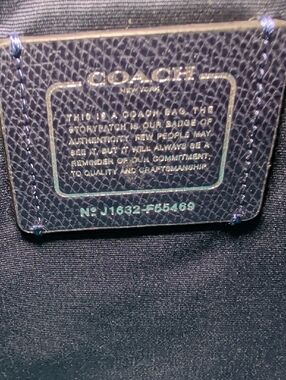 COACH
NEW YORK
THIS IS A COACH BAG. THE
STORYPATCH IS OUR BADGE OF
AUTHENTICITY. FEW PEOPLE MAY
SEE IT, BUT IT WILL ALWAYS BE A
REMINDER OF OUR COMMITMENT
TO QUALITY AND CRAFTSMANSHIP.
Nº J1632-F55469